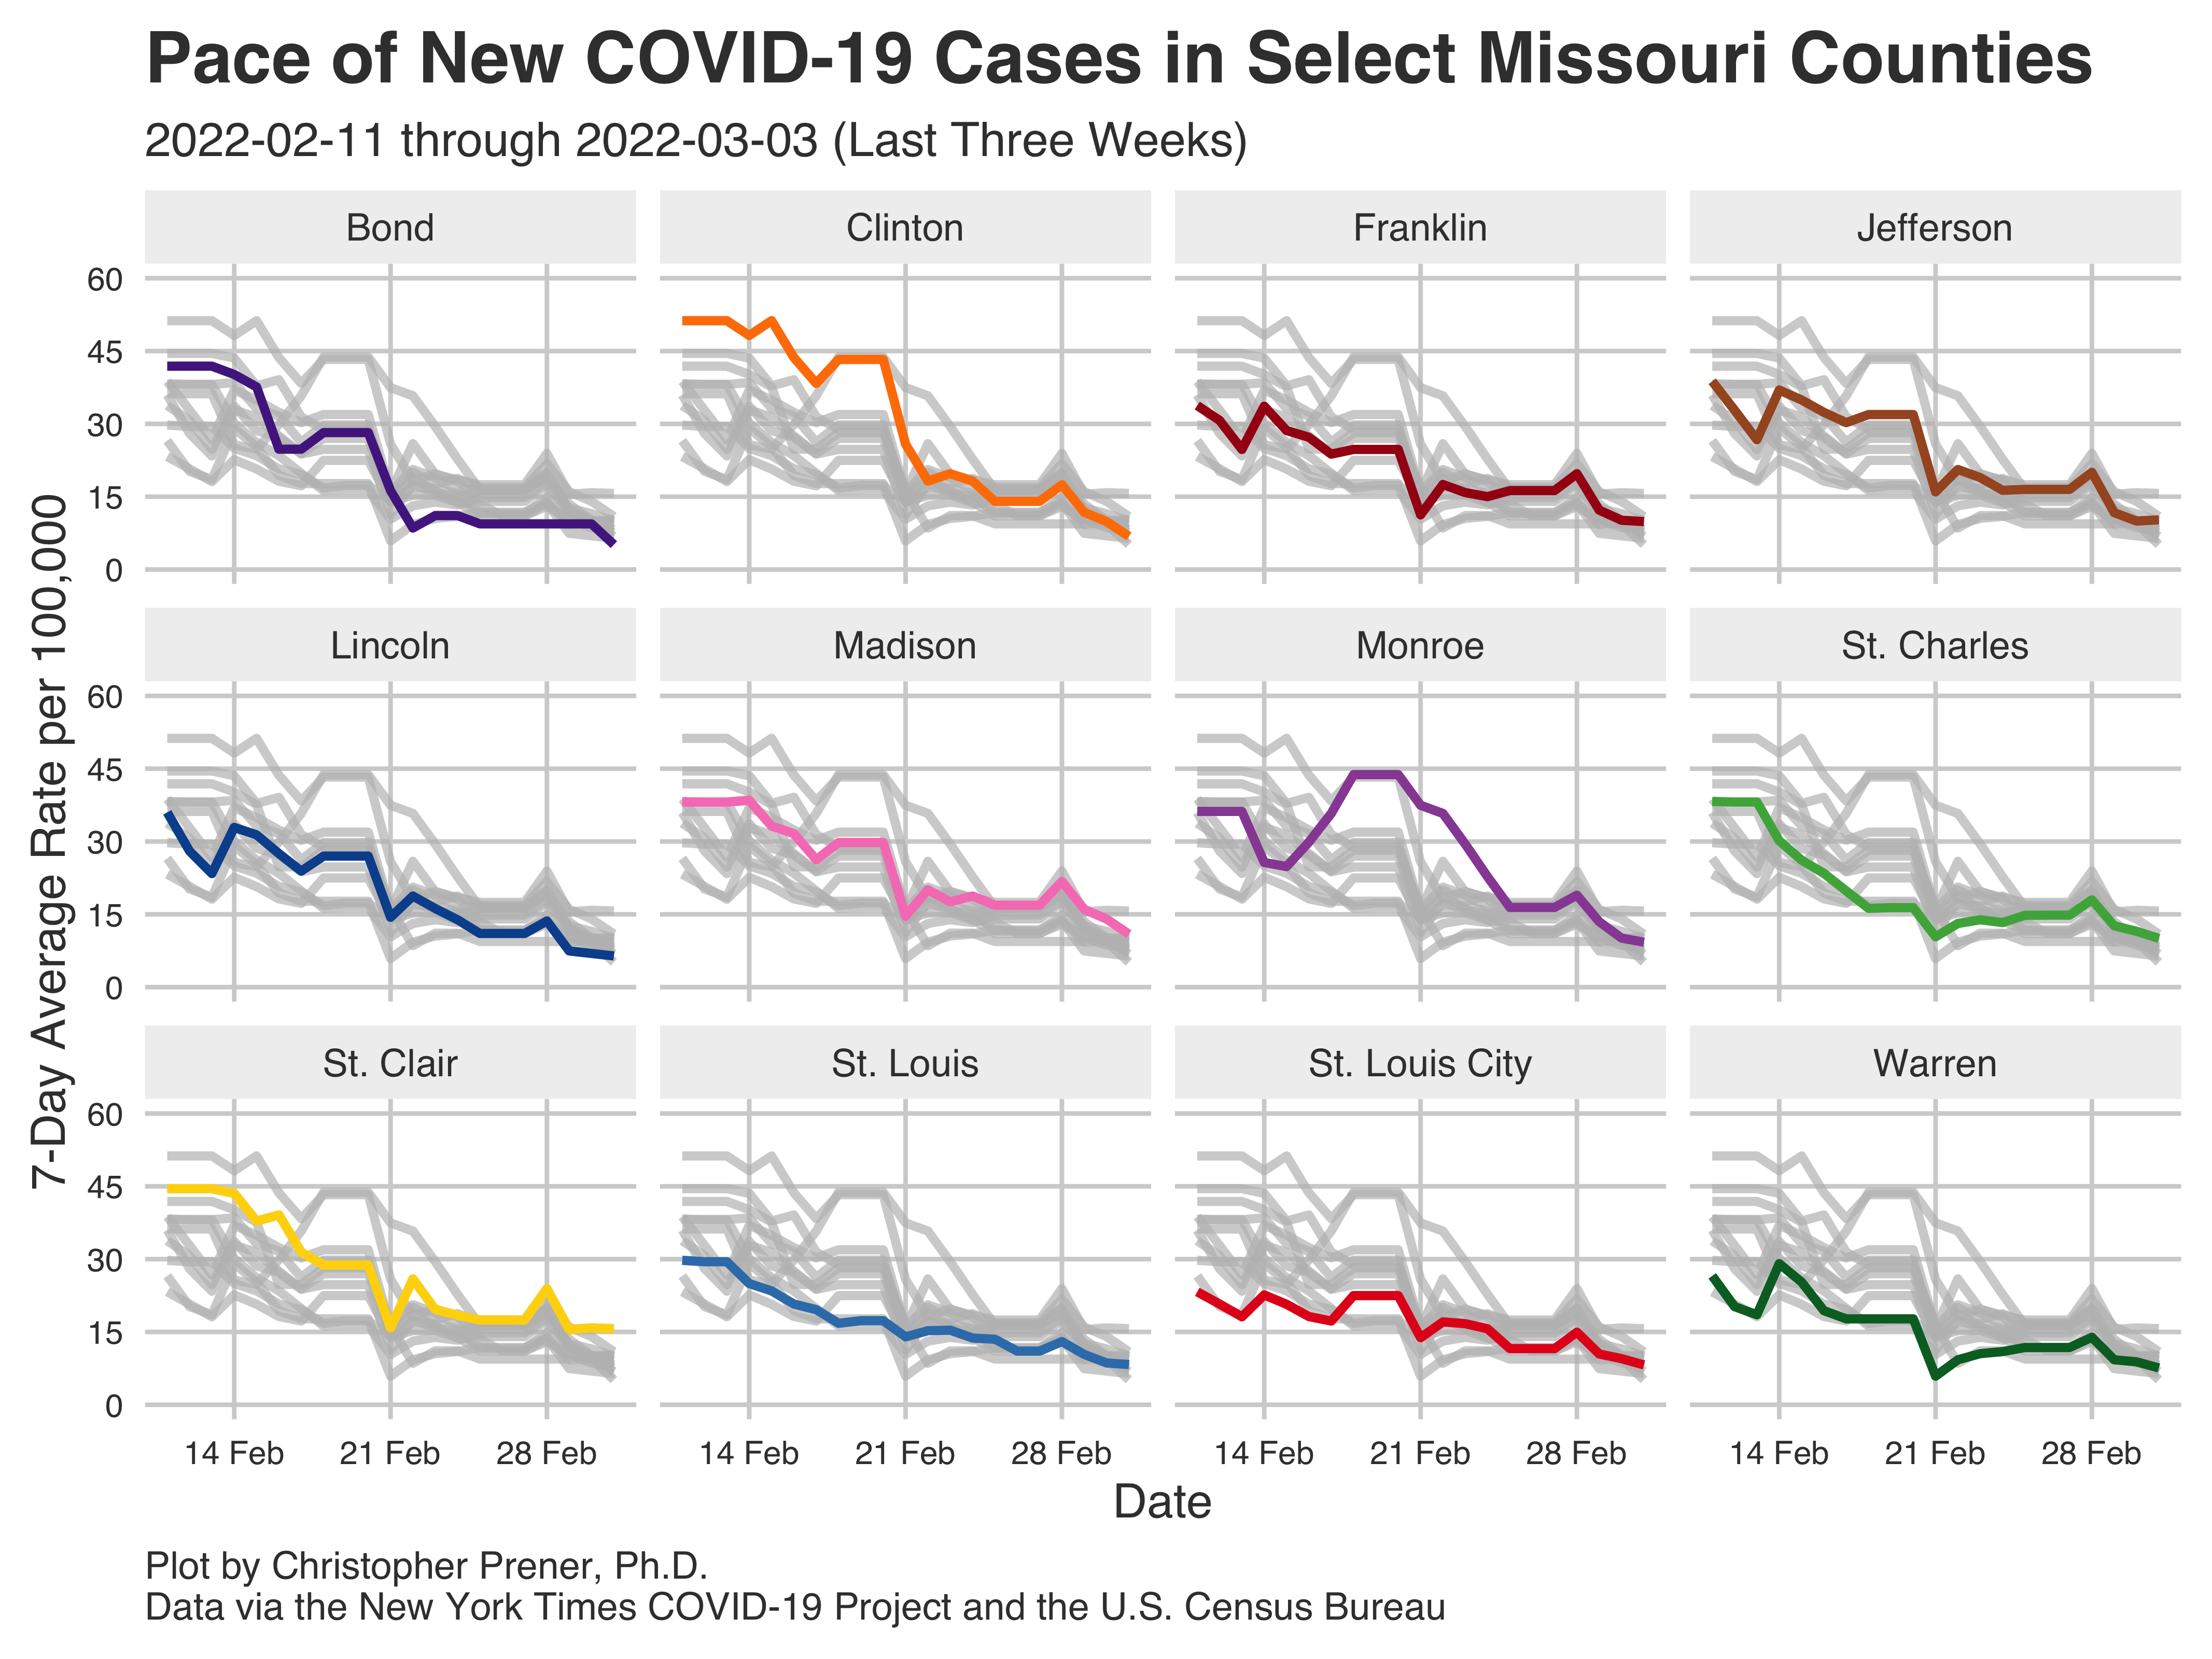 Pace of New COVID-19 Cases in Select Missouri Counties
2022-02-11 through 2022-03-03 (Last Three Weeks)
Bond
Clinton
Franklin
Jefferson
60
45
30
15
0
Lincoln
Madison
Monroe
St. Charles
60
45
30
15
0
St. Clair
St. Louis
St. Louis City
Warren
60
45
30
15
0
14 Feb
21 Feb
28 Feb
14 Feb
21 Feb
28 Feb
14 Feb
21 Feb
28 Feb
14 Feb
21 Feb
28 Feb
7-Day Average Rate per 100,000
Date
Plot by Christopher Prener, Ph.D.
Data via the New York Times COVID-19 Project and the U.S. Census Bureau